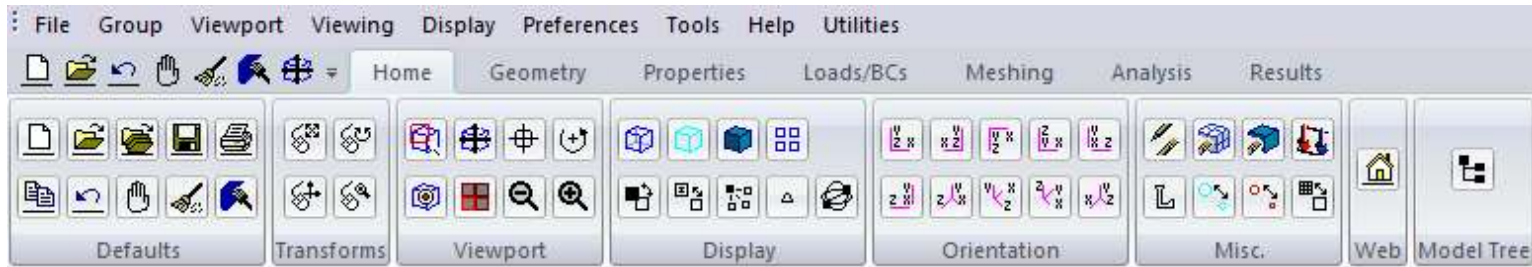 File Group Viewport Viewing Display Preferences Tools Help Utilities
Home Geometry Properties Loads/BCs Meshing Analysis Results
Defaults Transforms Viewport Display Orientation Misc. Web Model Tree